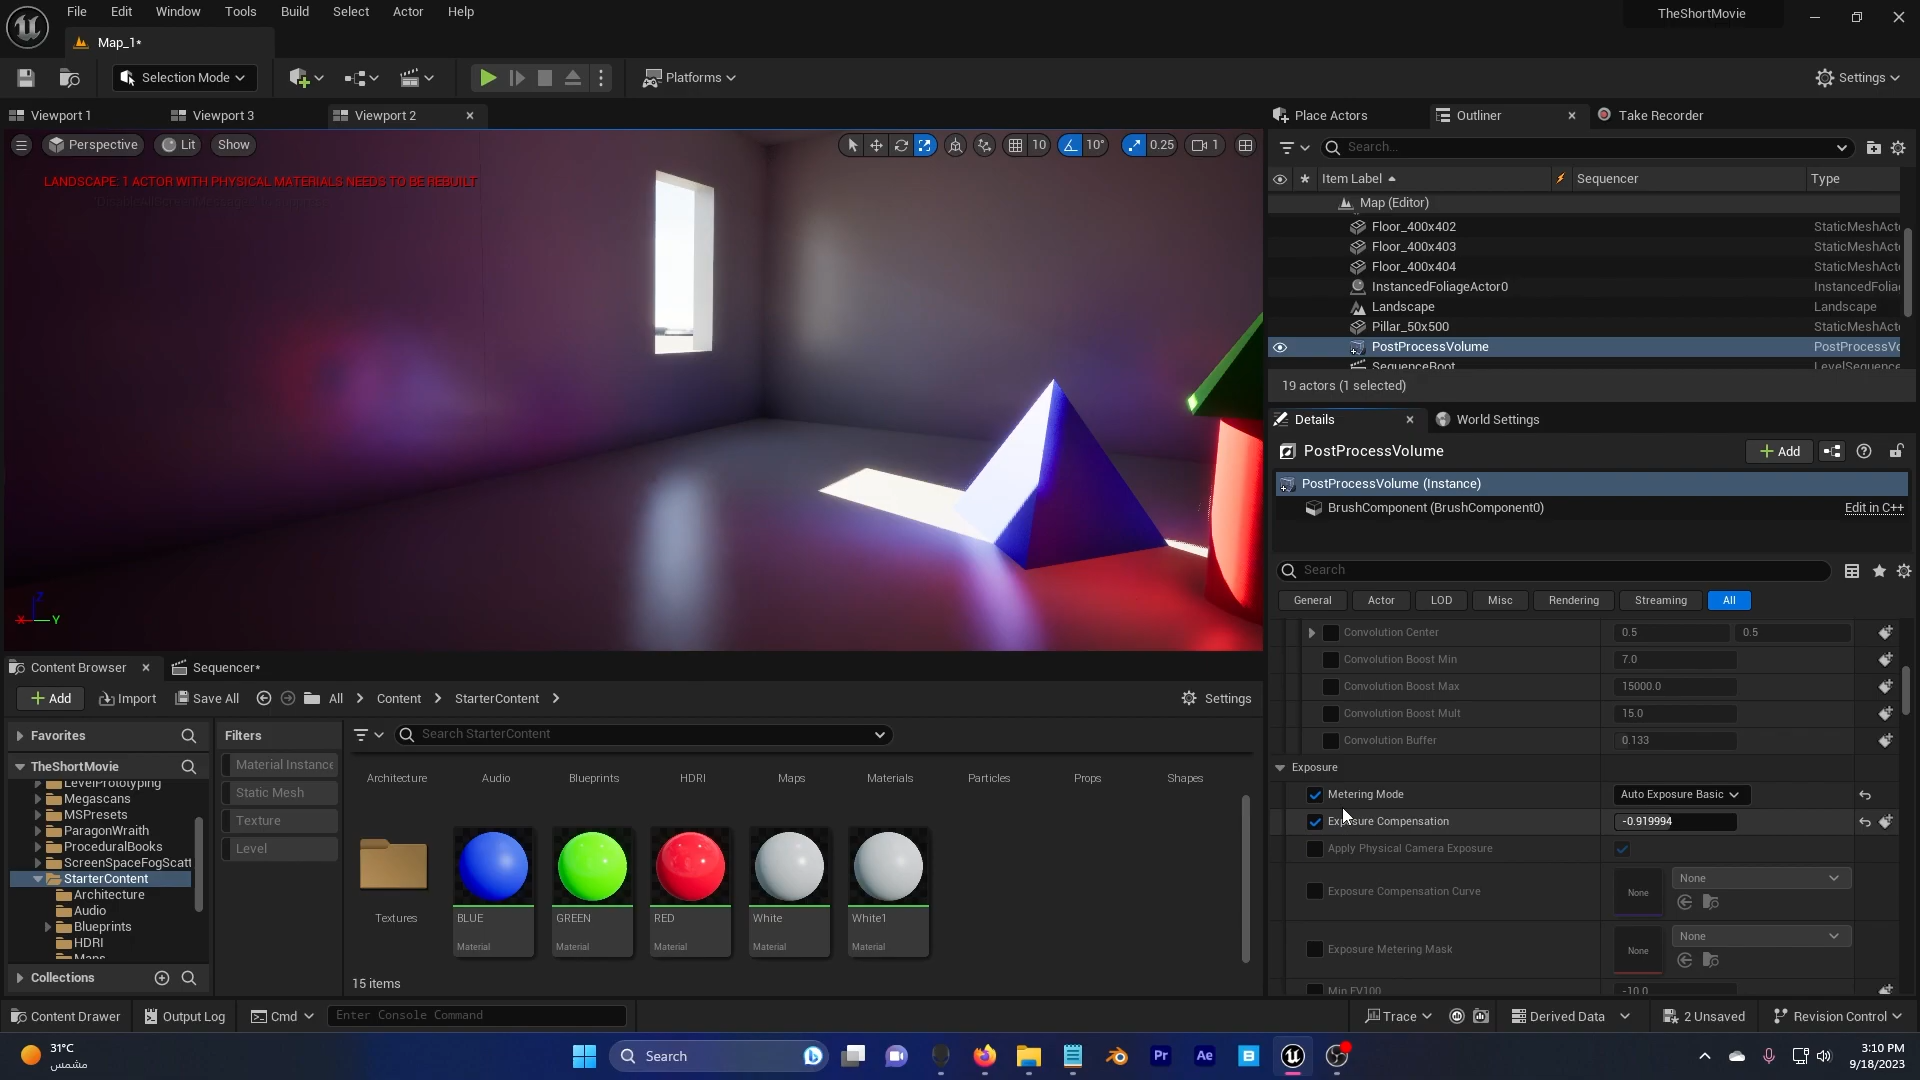 File Edit Window Tools Build Select Actor Help
TheShortMovie
Map_1*
Selection Mode
Platforms
Settings
Viewport 1
Viewport 3
Viewport 2
Perspective
Lit
Show
10
10°
0.25
1
LANDSCAPE: 1 ACTOR WITH PHYSICAL MATERIALS NEEDS TO BE REBUILT
X
Z
Y
Place Actors
Outliner
Take Recorder
Search...
Item Label
Sequencer
Type
Map (Editor)
Floor_400x402 StaticMeshActo
Floor_400x403 StaticMeshActo
Floor_400x404 StaticMeshActo
InstancedFoliageActor0 InstancedFolia
Landscape Landscape
Pillar_50x500 StaticMeshActo
PostProcessVolume PostProcessVo
SequenceRoot LevelSequence
19 actors (1 selected)
Details
World Settings
PostProcessVolume
Add
PostProcessVolume (Instance)
BrushComponent (BrushComponent0) Edit in C++
Search
General Actor LOD Misc Rendering Streaming All
Convolution Center 0.5 0.5
Convolution Boost Min 7.0
Convolution Boost Max 15000.0
Convolution Boost Mult 15.0
Convolution Buffer 0.133
Exposure
Metering Mode Auto Exposure Basic
Exposure Compensation -0.919994
Apply Physical Camera Exposure
Exposure Compensation Curve None None
Exposure Metering Mask None None
Min EV100 -10.0
Content Browser
Sequencer*
Add
Import
Save All
All
Content
StarterContent
Settings
Favorites
TheShortMovie
LevelPrototyping
Megascans
MSPresets
ParagonWraith
ProceduralBooks
ScreenSpaceFogScatt
StarterContent
Architecture
Audio
Blueprints
HDRI
Maps
Collections
Filters
Material Instance
Static Mesh
Texture
Level
Search StarterContent
Architecture Audio Blueprints HDRI Maps Materials Particles Props Shapes
Textures
BLUE
Material
GREEN
Material
RED
Material
White
Material
White1
Material
15 items
Content Drawer
Output Log
Cmd
Enter Console Command
Trace
Derived Data
2 Unsaved
Revision Control
31°C
مشمس
Search
Pr
Ae
B
3:10 PM
9/18/2023